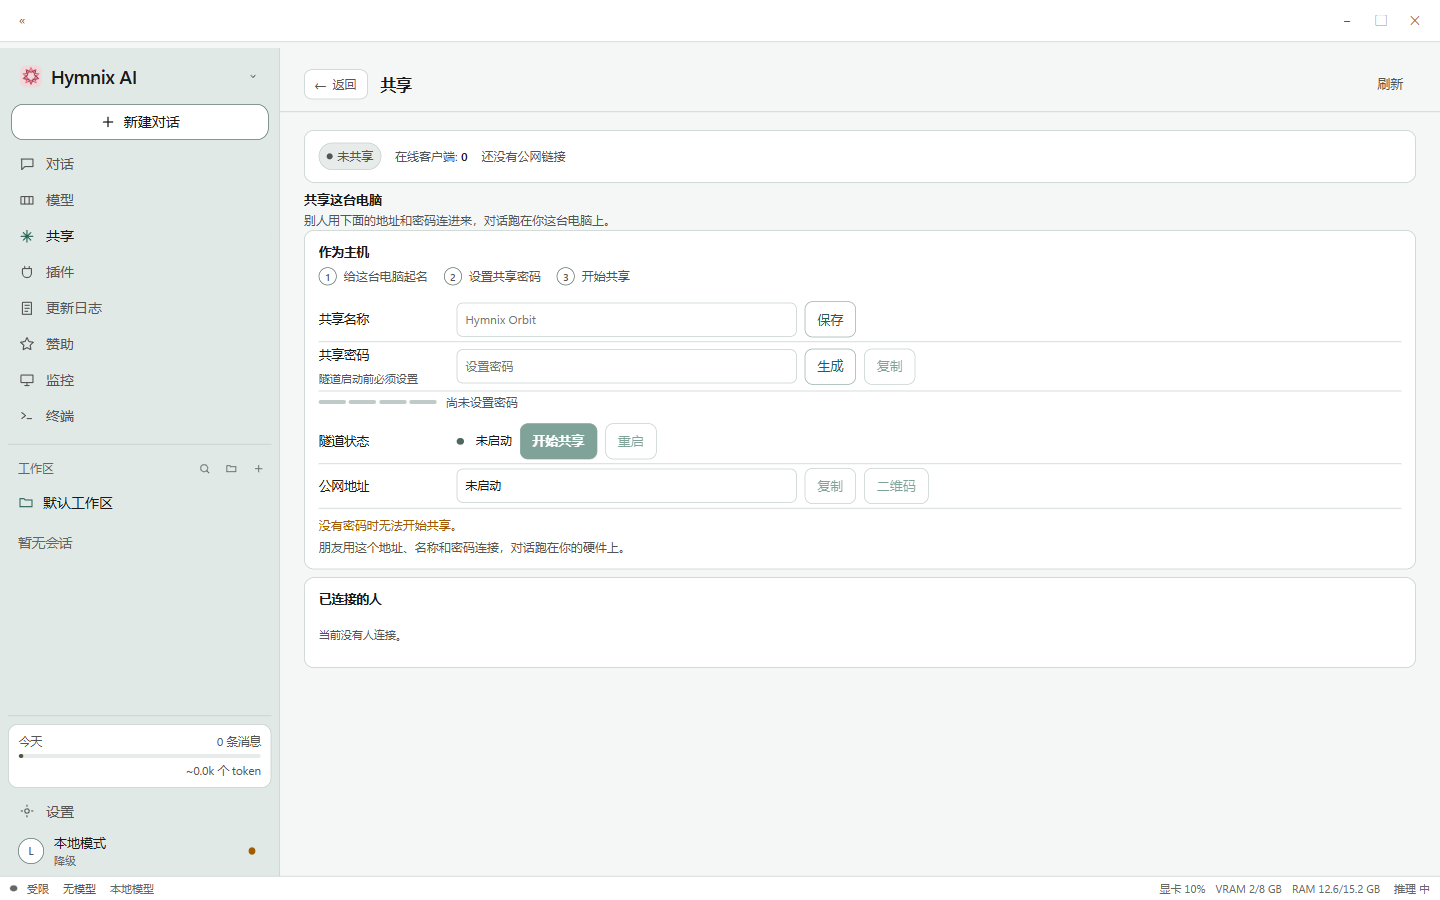 «
Hymnix AI
新建对话
对话
模型
共享
插件
更新日志
赞助
监控
终端
工作区
默认工作区
暂无会话
今天 0 条消息
~0.0k 个 token
设置
L 本地模式
降级
← 返回 共享 刷新
未共享 在线客户端: 0 还没有公网链接
共享这台电脑
别人用下面的地址和密码连进来，对话跑在你这台电脑上。
作为主机
1 给这台电脑起名 2 设置共享密码 3 开始共享
共享名称 Hymnix Orbit 保存
共享密码 设置密码 生成 复制
隧道启动前必须设置
尚未设置密码
隧道状态 未启动 开始共享 重启
公网地址 未启动 复制 二维码
没有密码时无法开始共享。
朋友用这个地址、名称和密码连接，对话跑在你的硬件上。
已连接的人
当前没有人连接。
受限 无模型 本地模型 显卡 10% VRAM 2/8 GB RAM 12.6/15.2 GB 推理 中